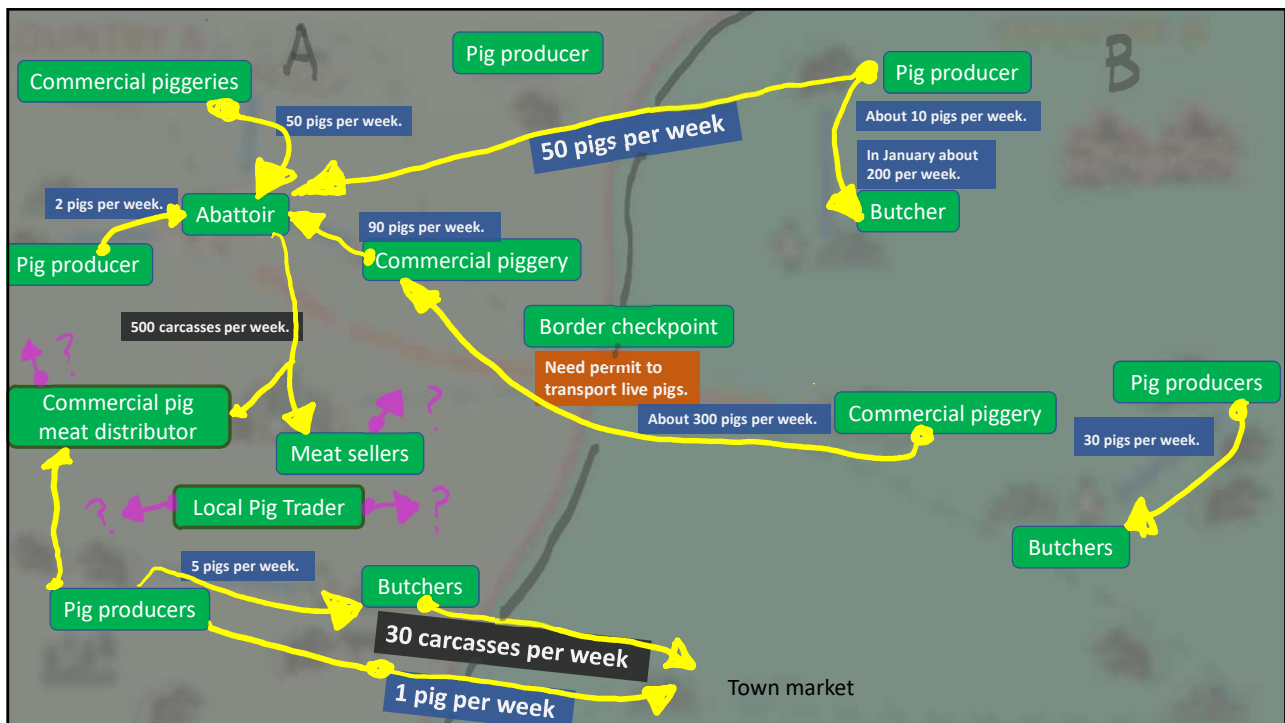 COUNTRY A
A
Pig producer
B
Pig producer
Commercial piggeries
50 pigs per week.
50 pigs per week
About 10 pigs per week.
In January about
200 per week.
2 pigs per week.
Abattoir
Butcher
90 pigs per week.
Pig producer
Commercial piggery
500 carcasses per week.
Border checkpoint
Need permit to
transport live pigs.
?
?
Commercial pig
meat distributor
About 300 pigs per week.
Commercial piggery
Pig producers
30 pigs per week.
Meat sellers
?
Local Pig Trader
?
Butchers
5 pigs per week.
Butchers
Pig producers
30 carcasses per week
1 pig per week
Town market